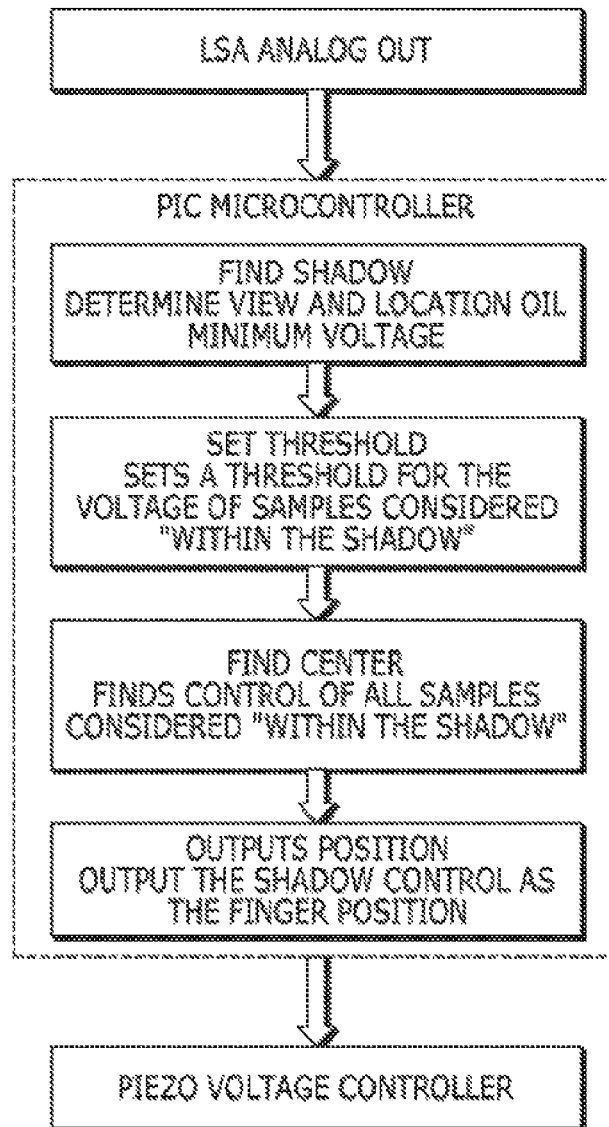 LSA ANALOG OUT
PIC MICROCONTROLLER
FIND SHADOW
DETERMINE VIEW AND LOCATION OIL
MINIMUM VOLTAGE
SET THRESHOLD
SETS A THRESHOLD FOR THE
VOLTAGE OF SAMPLES CONSIDERED
"WITHIN THE SHADOW"
FIND CENTER
FINDS CONTROL OF ALL SAMPLES
CONSIDERED "WITHIN THE SHADOW"
OUTPUTS POSITION
OUTPUT THE SHADOW CONTROL AS
THE FINGER POSITION
PIEZO VOLTAGE CONTROLLER